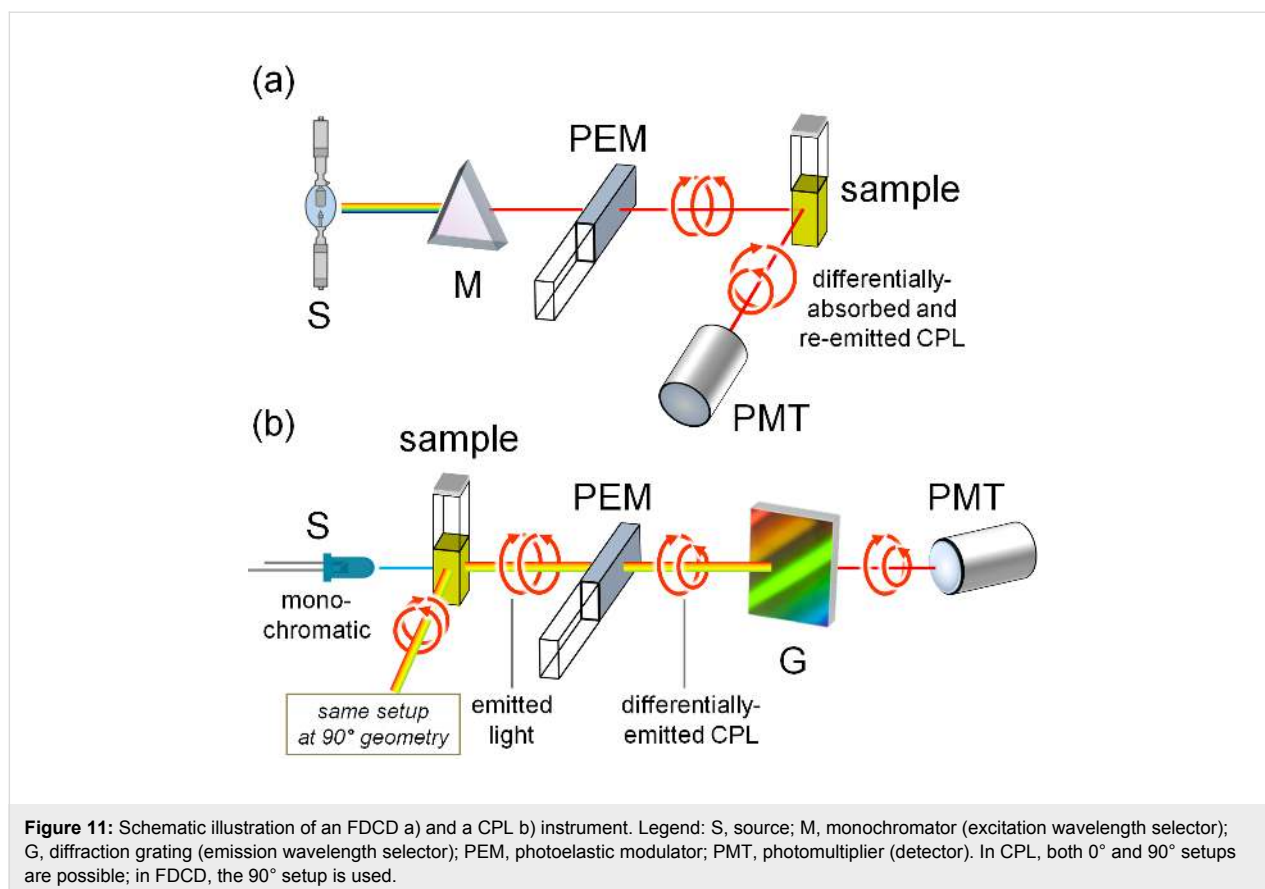 (a)
PEM
sample
M
S
differentially-
absorbed and
re-emitted CPL
PMT
(b)
sample
PEM
PMT
S
mono-
chromatic
G
same setup
at 90° geometry
emitted
light
differentially-
emitted CPL
Figure 11: Schematic illustration of an FDCD a) and a CPL b) instrument. Legend: S, source; M, monochromator (excitation wavelength selector);
G, diffraction grating (emission wavelength selector); PEM, photoelastic modulator; PMT, photomultiplier (detector). In CPL, both 0° and 90° setups
are possible; in FDCD, the 90° setup is used.